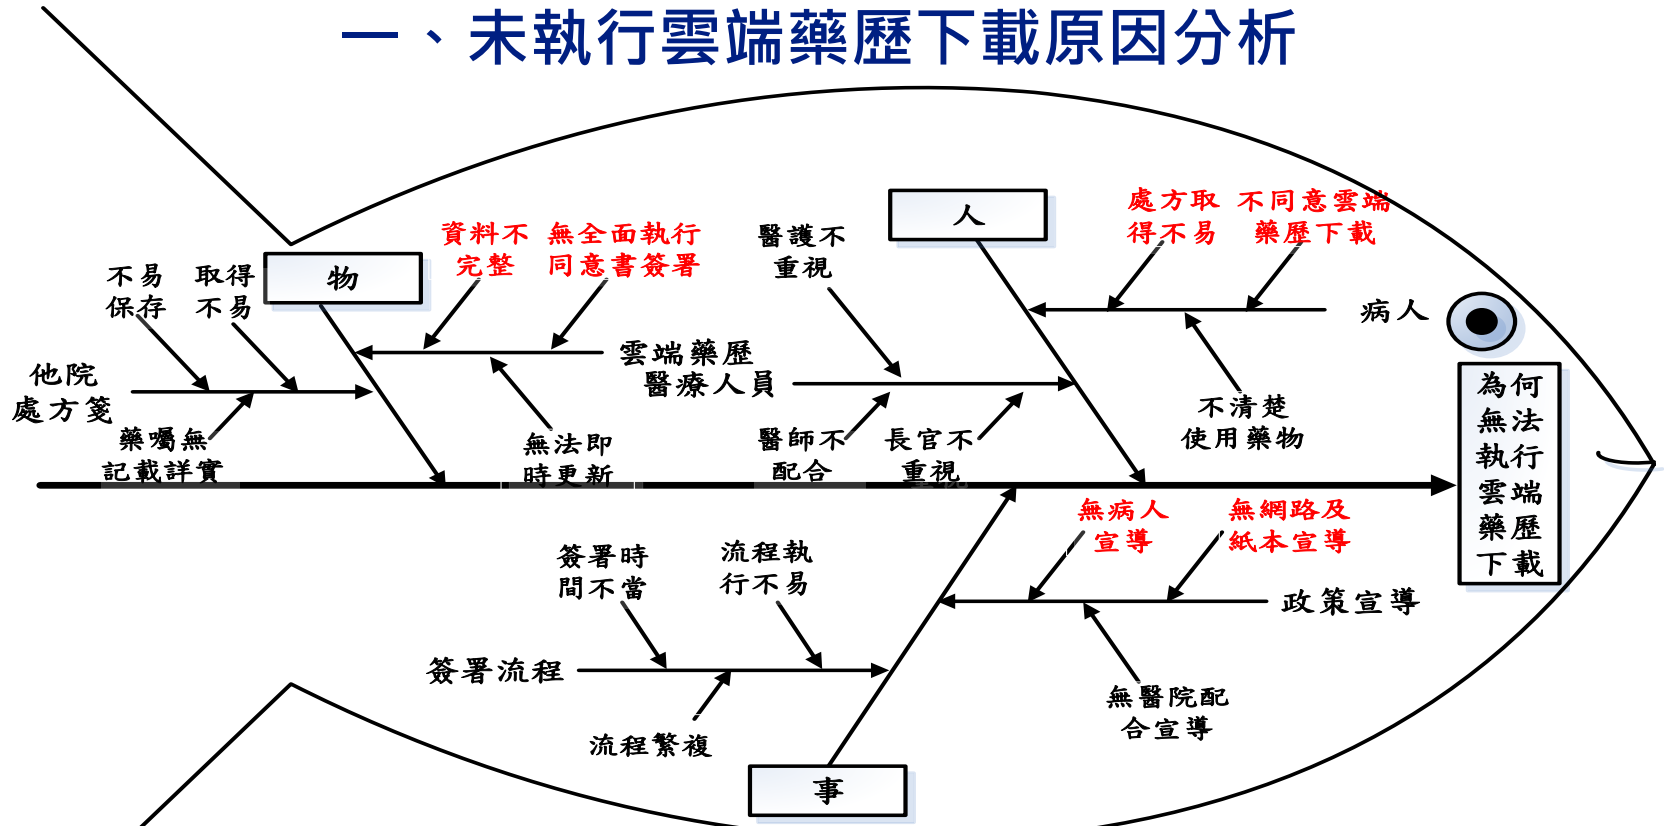 一、未執行雲端藥歷下載原因分析
物
不易
保存
取得
不易
資料不
完整
無全面執行
同意書簽署
雲端藥歷
他院
處方箋
藥囑無
記載詳實
無法即
時更新
人
醫護不
重視
處方取
得不易
不同意雲端
藥歷下載
病人
醫療人員
醫師不
配合
長官不
重視
不清楚
使用藥物
為何
無法
執行
雲端
藥歷
下載
簽署時
間不當
流程執
行不易
簽署流程
流程繁複
無病人
宣導
無網路及
紙本宣導
政策宣導
無醫院配
合宣導
事